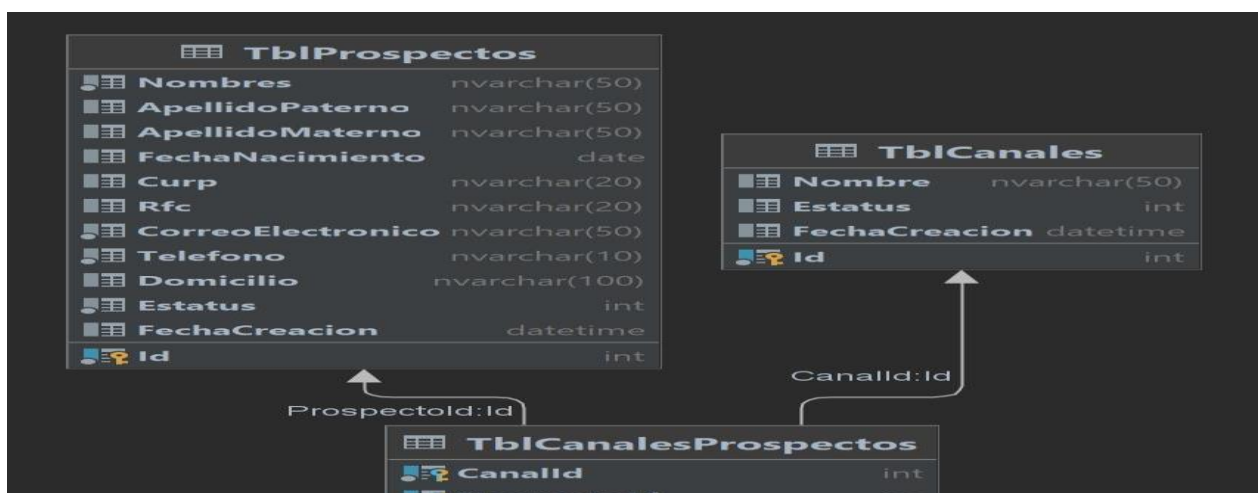 TblProspectos
Nombres nvarchar(50)
ApellidoPaterno nvarchar(50)
ApellidoMaterno nvarchar(50)
FechaNacimiento date
Curp nvarchar(20)
Rfc nvarchar(20)
CorreoElectronico nvarchar(50)
Telefono nvarchar(10)
Domicilio nvarchar(100)
Estatus int
FechaCreacion datetime
Id int
TblCanales
Nombre nvarchar(50)
Estatus int
FechaCreacion datetime
Id int
CanalId:Id
ProspectoId:Id
TblCanalesProspectos
CanalId int